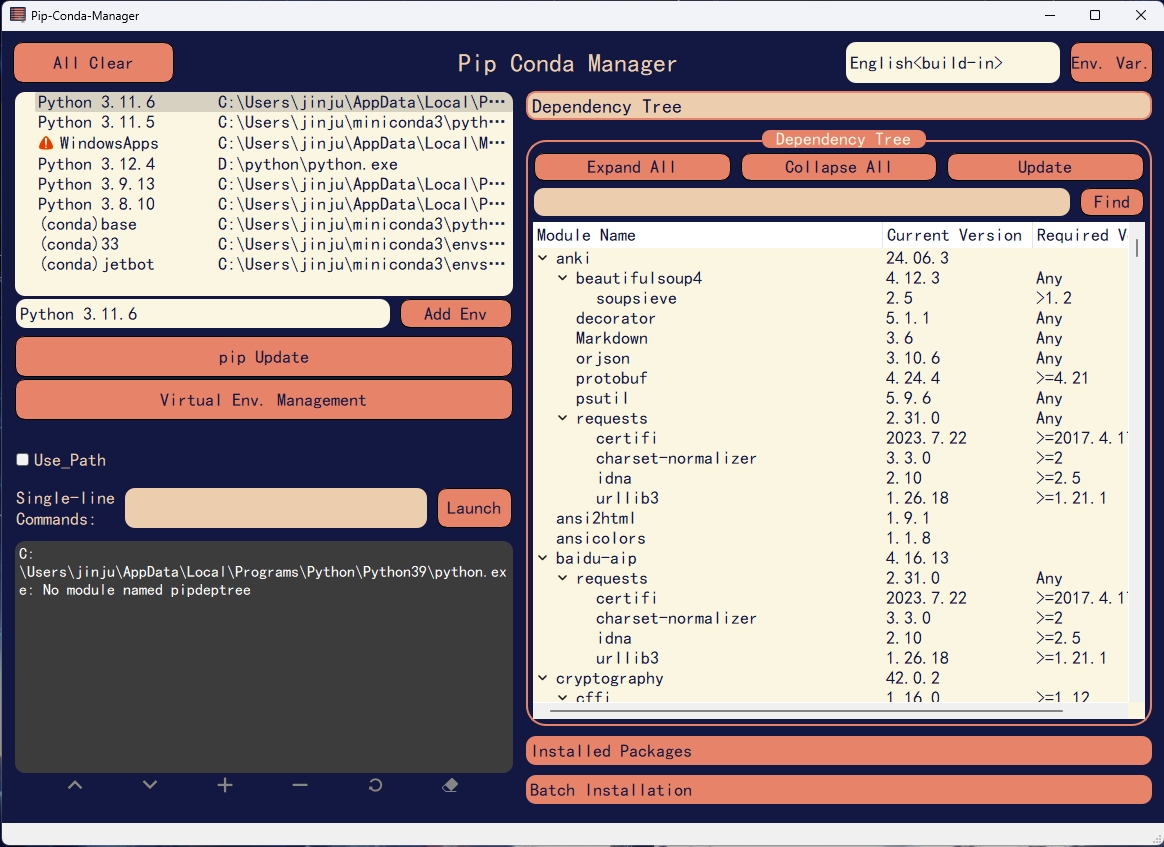 Pip-Conda-Manager
All Clear
Pip Conda Manager
English<build-in>
Env. Var.
Python 3.11.6 C:\Users\jinju\AppData\Local\P…
Python 3.11.5 C:\Users\jinju\miniconda3\pyth…
WindowsApps C:\Users\jinju\AppData\Local\M…
Python 3.12.4 D:\python\python.exe
Python 3.9.13 C:\Users\jinju\AppData\Local\P…
Python 3.8.10 C:\Users\jinju\AppData\Local\P…
(conda)base C:\Users\jinju\miniconda3\pyth…
(conda)33 C:\Users\jinju\miniconda3\envs…
(conda)jetbot C:\Users\jinju\miniconda3\envs…
Python 3.11.6
Add Env
pip Update
Virtual Env. Management
Use_Path
Single-line
Commands:
Launch
C:
\Users\jinju\AppData\Local\Programs\Python\Python39\python.ex
e: No module named pipdeptree
Dependency Tree
Dependency Tree
Expand All
Collapse All
Update
Find
Module Name Current Version Required V
anki 24.06.3
beautifulsoup4 4.12.3 Any
soupsieve 2.5 >1.2
decorator 5.1.1 Any
Markdown 3.6 Any
orjson 3.10.6 Any
protobuf 4.24.4 >=4.21
psutil 5.9.6 Any
requests 2.31.0 Any
certifi 2023.7.22 >=2017.4.17
charset-normalizer 3.3.0 >=2
idna 2.10 >=2.5
urllib3 1.26.18 >=1.21.1
ansi2html 1.9.1
ansicolors 1.1.8
baidu-aip 4.16.13
requests 2.31.0 Any
certifi 2023.7.22 >=2017.4.17
charset-normalizer 3.3.0 >=2
idna 2.10 >=2.5
urllib3 1.26.18 >=1.21.1
cryptography 42.0.2
cffi 1.16.0 >=1.12
Installed Packages
Batch Installation